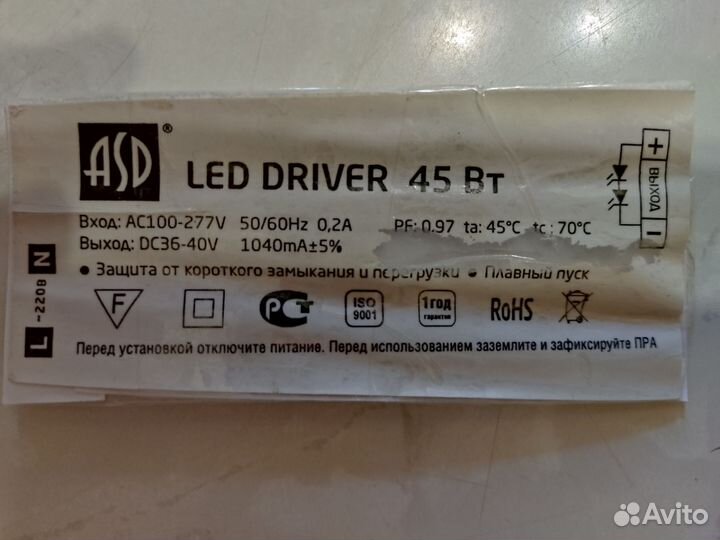 ASD®
LED DRIVER 45 Вт
Вход: AC100-277V 50/60Hz 0,2A PF: 0.97 ta: 45°C tc: 70°C
Выход: DC36-40V 1040mA±5%
• Защита от короткого замыкания и перегрузки • Плавный пуск
F
РСТ
ISO
9001
1 год
гарантия
RoHS
Перед установкой отключите питание. Перед использованием заземлите и зафиксируйте ПРА
L ~220В N
+ ВЫХОД −
Avito